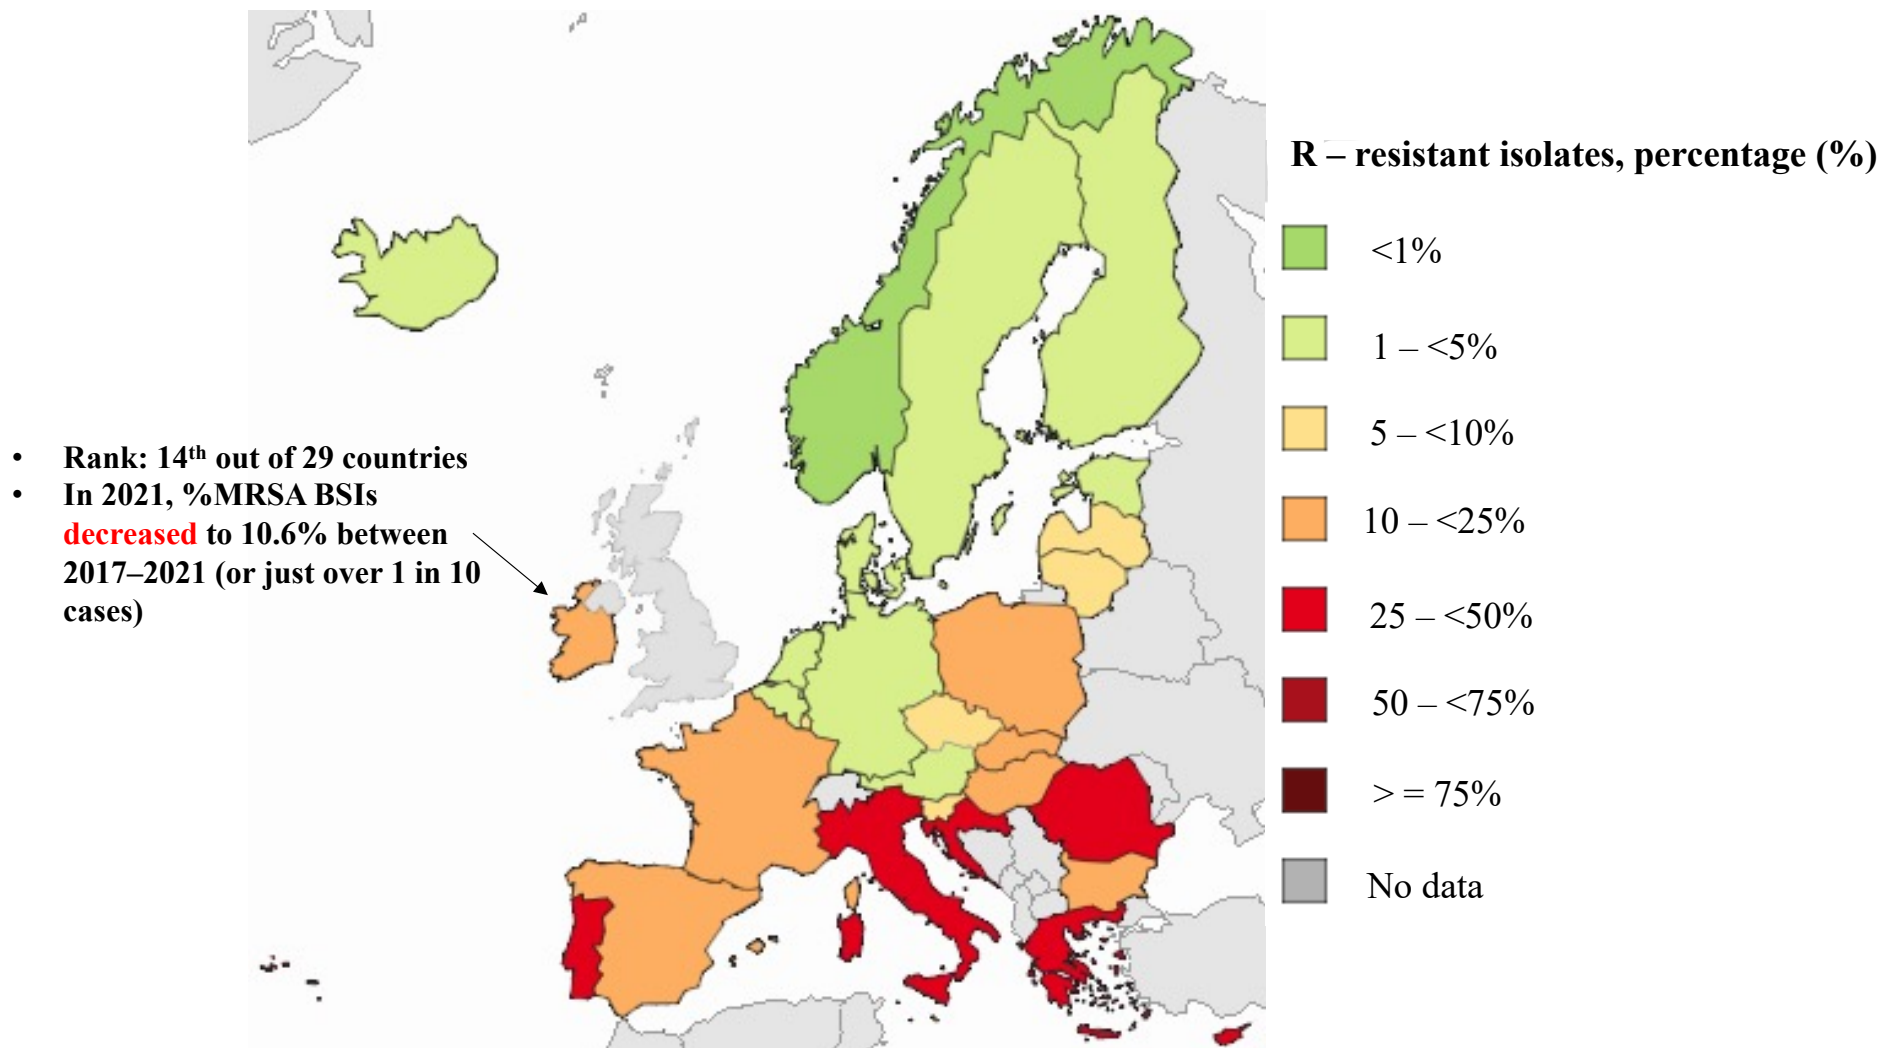 R – resistant isolates, percentage (%)
<1%
1 – <5%
5 – <10%
10 – <25%
25 – <50%
50 – <75%
> = 75%
No data
• Rank: 14th out of 29 countries
• In 2021, %MRSA BSIs
decreased to 10.6% between
2017–2021 (or just over 1 in 10
cases)